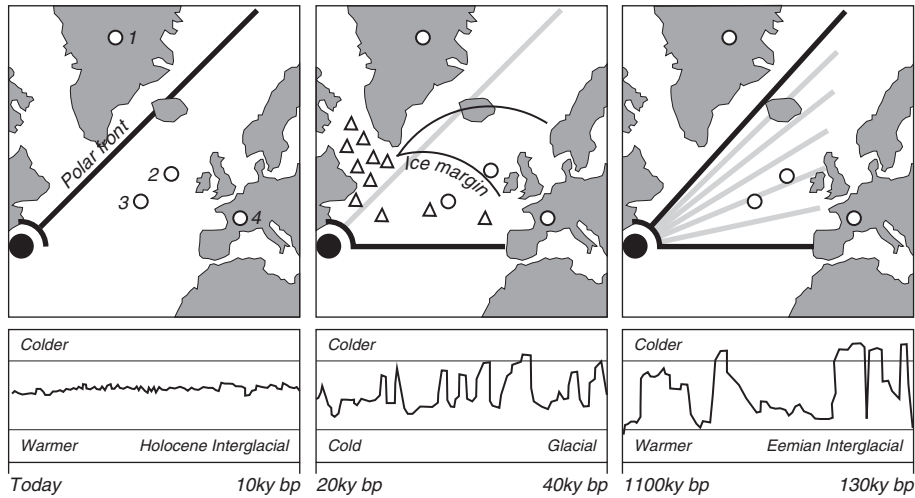 1
Polar front
2
3
4
Ice margin
Colder
Warmer Holocene Interglacial
Today 10ky bp
Colder
Cold Glacial
20ky bp 40ky bp
Colder
Warmer Eemian Interglacial
1100ky bp 130ky bp